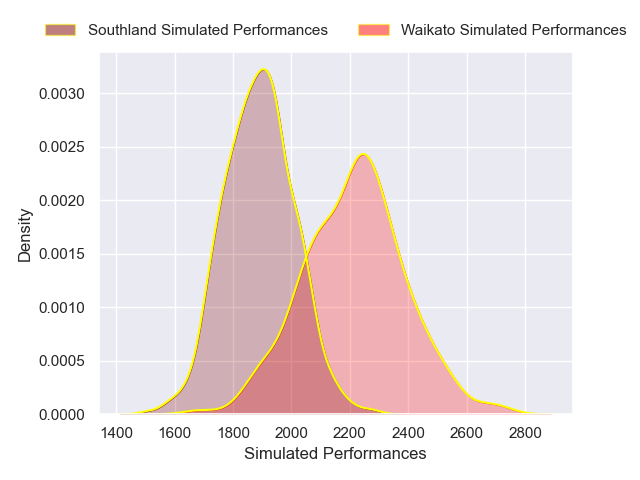 Southland Simulated Performances Waikato Simulated Performances
0.0030
0.0025
0.0020
0.0015
0.0010
0.0005
0.0000
Density
1400 1600 1800 2000 2200 2400 2600 2800
Simulated Performances